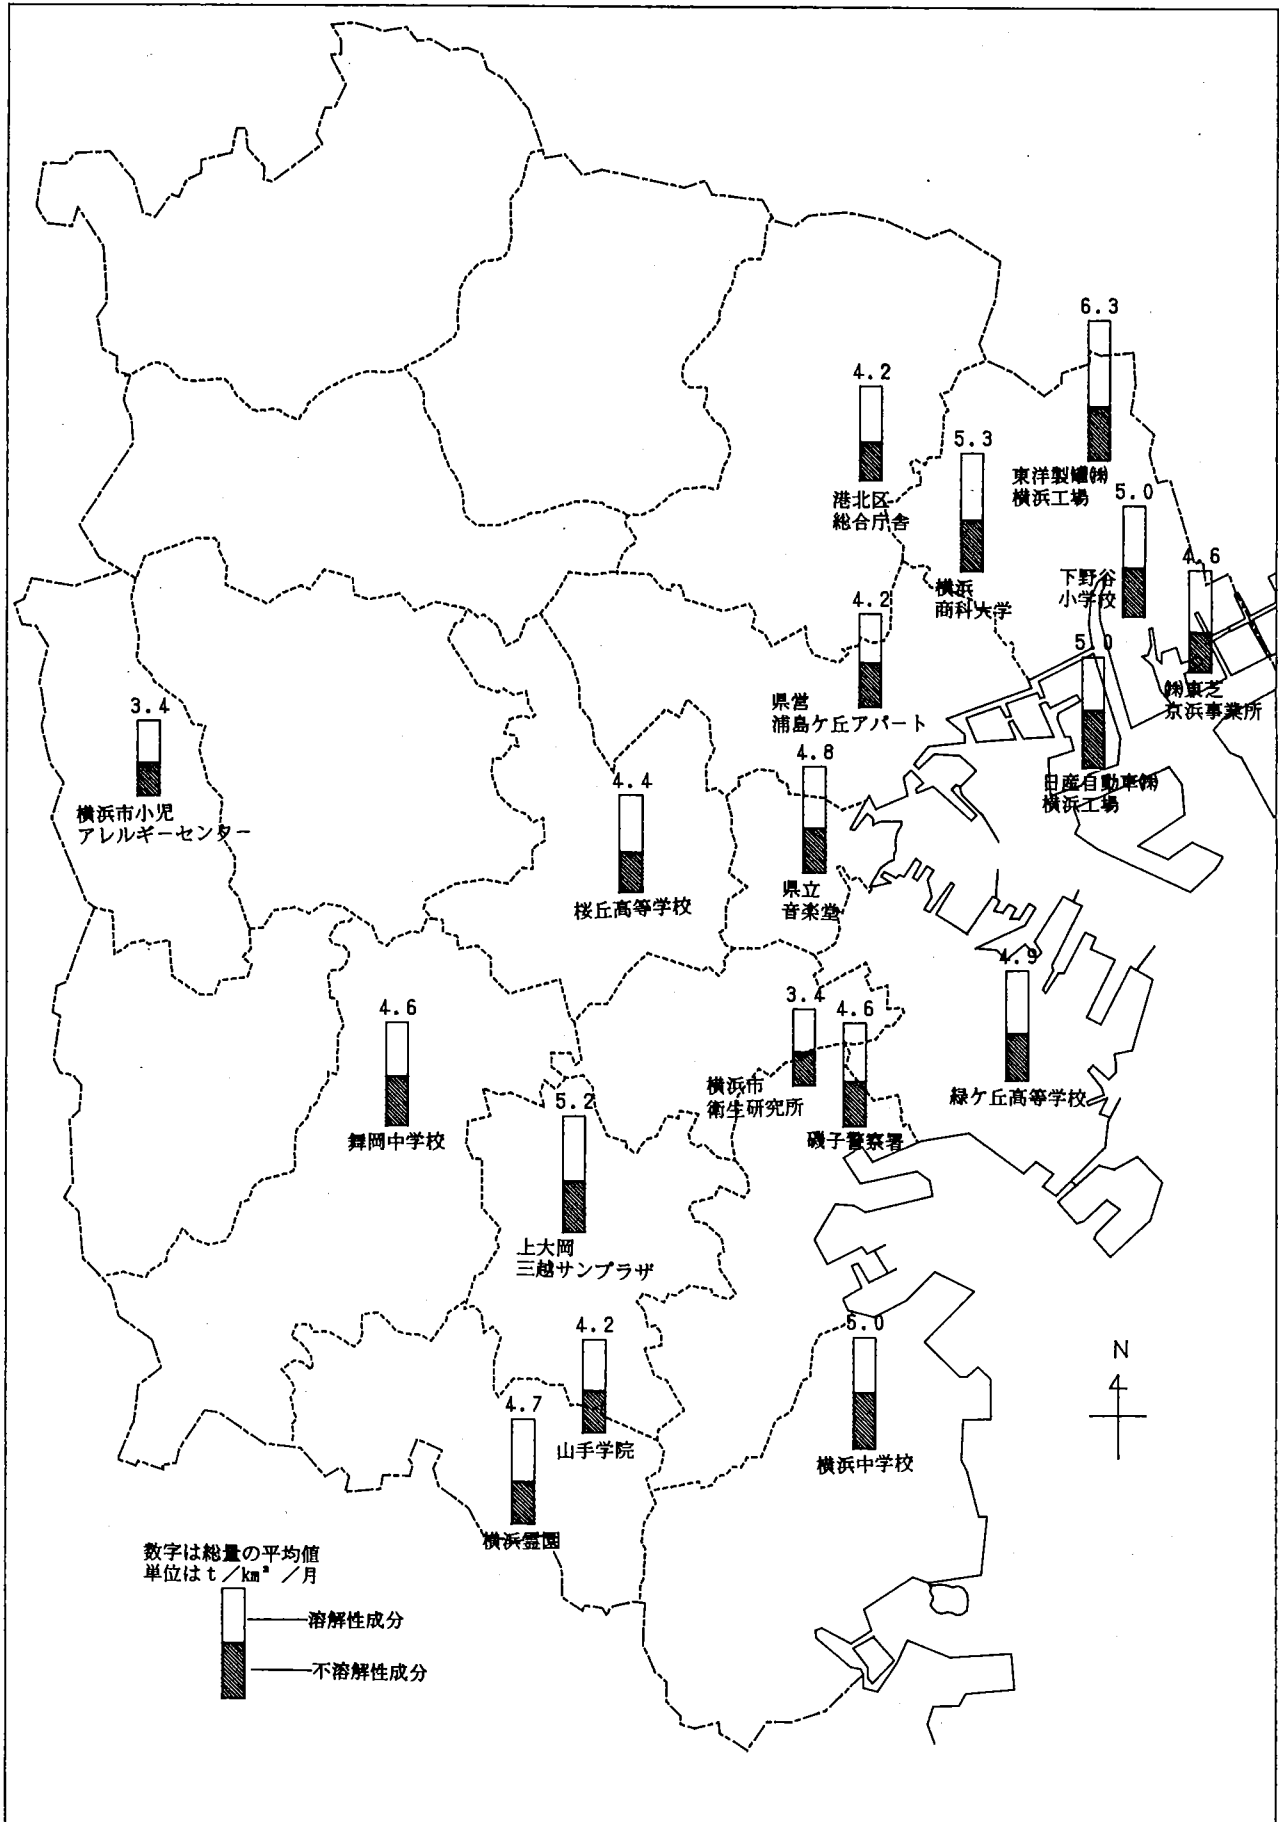 6.3
4.2
5.3
東洋製罐㈱
横浜工場
港北区
総合庁舎
5.0
4.6
下野谷
小学校
横浜
商科大学
4.2
5.0
㈱東芝
京浜事業所
県営
浦島ケ丘アパート
3.4
4.8
4.4
日産自動車㈱
横浜工場
横浜市小児
アレルギーセンター
県立
音楽堂
桜丘高等学校
4.9
3.4
4.6
4.6
横浜市
衛生研究所
緑ケ丘高等学校
5.2
舞岡中学校
磯子警察署
上大岡
三越サンプラザ
4.2
5.0
N
4.7
山手学院
横浜中学校
横浜霊園
数字は総量の平均値
単位はt/km²/月
溶解性成分
不溶解性成分